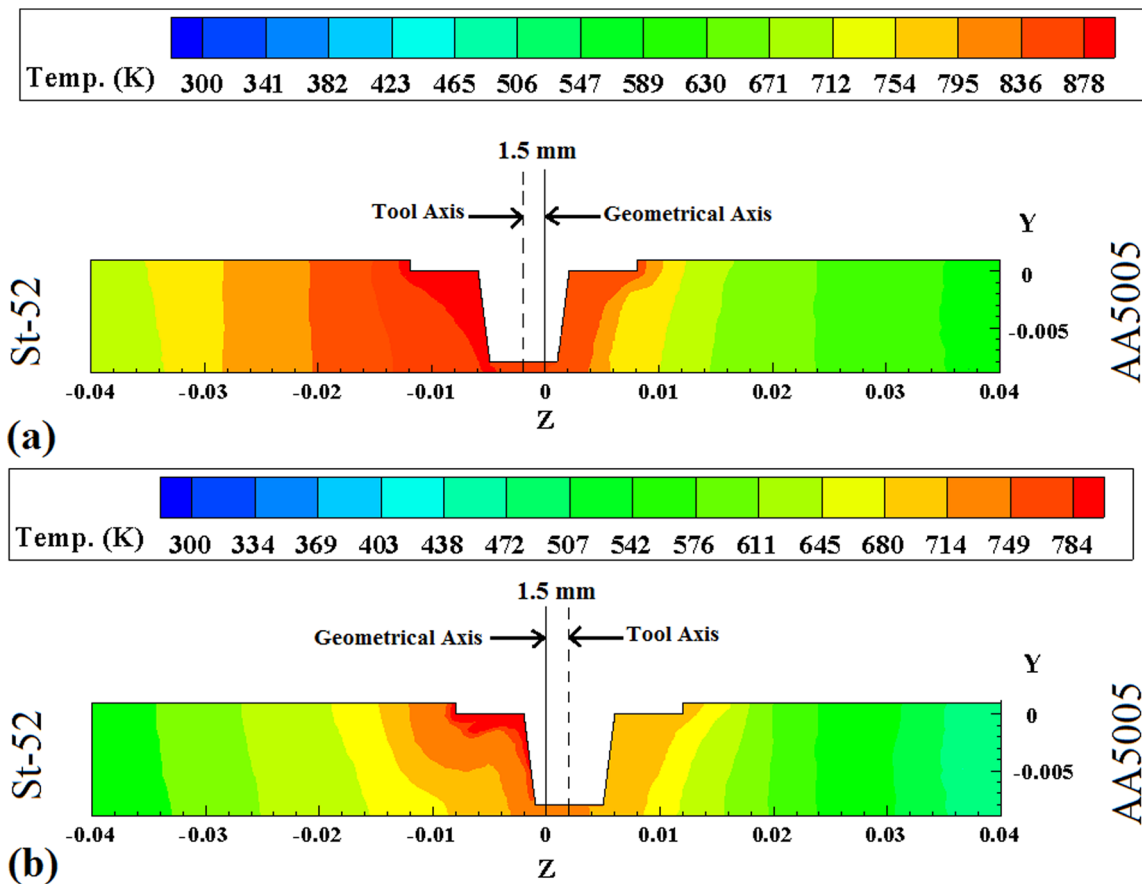 Temp. (K) 300 341 382 423 465 506 547 589 630 671 712 754 795 836 878
1.5 mm
Tool Axis Geometrical Axis
Y
St-52
0
-0.005
AA5005
-0.04 -0.03 -0.02 -0.01 0 0.01 0.02 0.03 0.04
Z
(a)
Temp. (K) 300 334 369 403 438 472 507 542 576 611 645 680 714 749 784
1.5 mm
Geometrical Axis Tool Axis
Y
St-52
0
-0.005
AA5005
-0.04 -0.03 -0.02 -0.01 0 0.01 0.02 0.03 0.04
Z
(b)